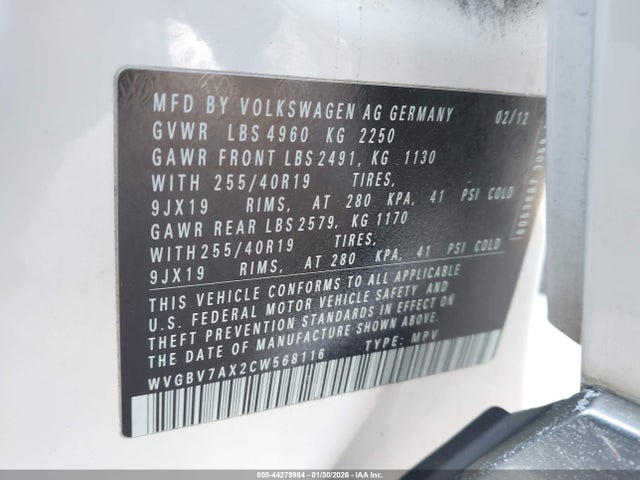 MFD BY VOLKSWAGEN AG GERMANY 02/12
GVWR LBS 4960 KG 2250
GAWR FRONT LBS 2491, KG 1130
WITH 255/40R19 TIRES,
9JX19 RIMS, AT 280 KPA, 41 PSI COLD
GAWR REAR LBS 2579, KG 1170
WITH 255/40R19 TIRES,
9JX19 RIMS, AT 280 KPA, 41 PSI COLD
THIS VEHICLE CONFORMS TO ALL APPLICABLE
U.S. FEDERAL MOTOR VEHICLE SAFETY AND
THEFT PREVENTION STANDARDS IN EFFECT ON
THE DATE OF MANUFACTURE SHOWN ABOVE.
WVGBV7AX2CW568116 TYPE: MPV
000-44279984 | 01/30/2026 | IAA Inc.